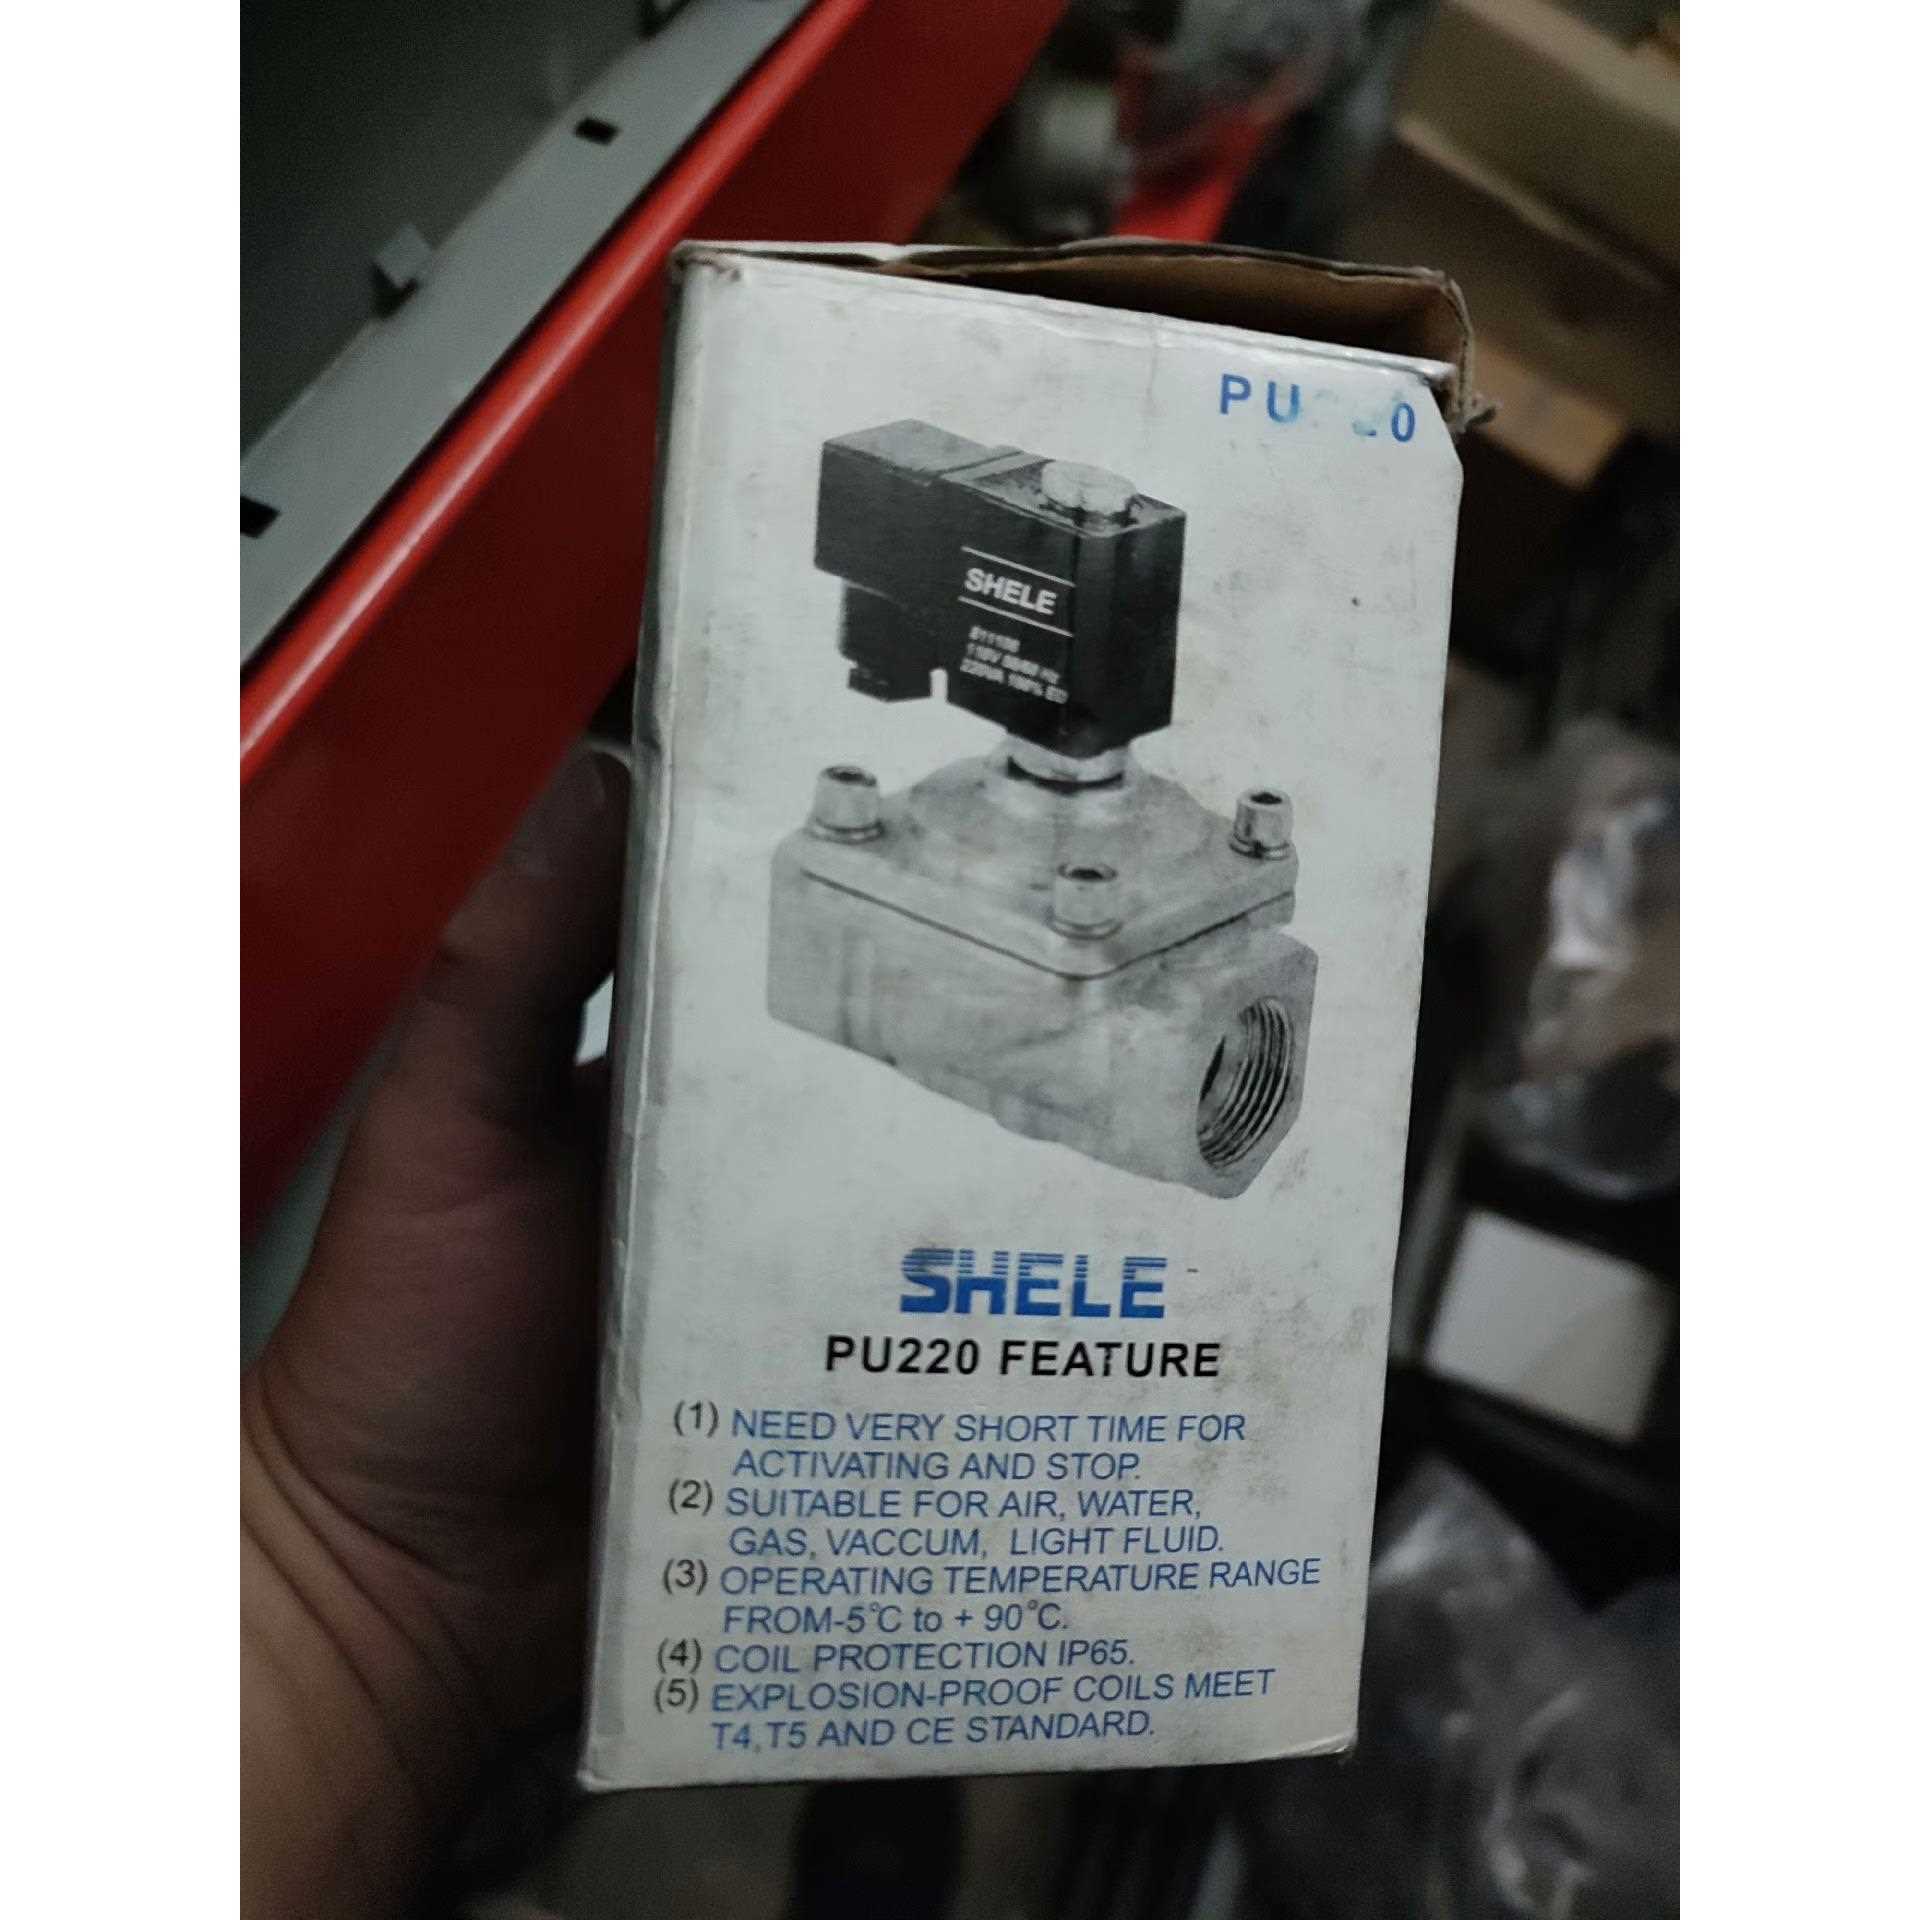 PU 0
SHELE
SHELE
PU220 FEATURE
(1) NEED VERY SHORT TIME FOR
ACTIVATING AND STOP.
(2) SUITABLE FOR AIR, WATER,
GAS, VACCUM, LIGHT FLUID.
(3) OPERATING TEMPERATURE RANGE
FROM-5°C to + 90°C.
(4) COIL PROTECTION IP65.
(5) EXPLOSION-PROOF COILS MEET
T4,T5 AND CE STANDARD.